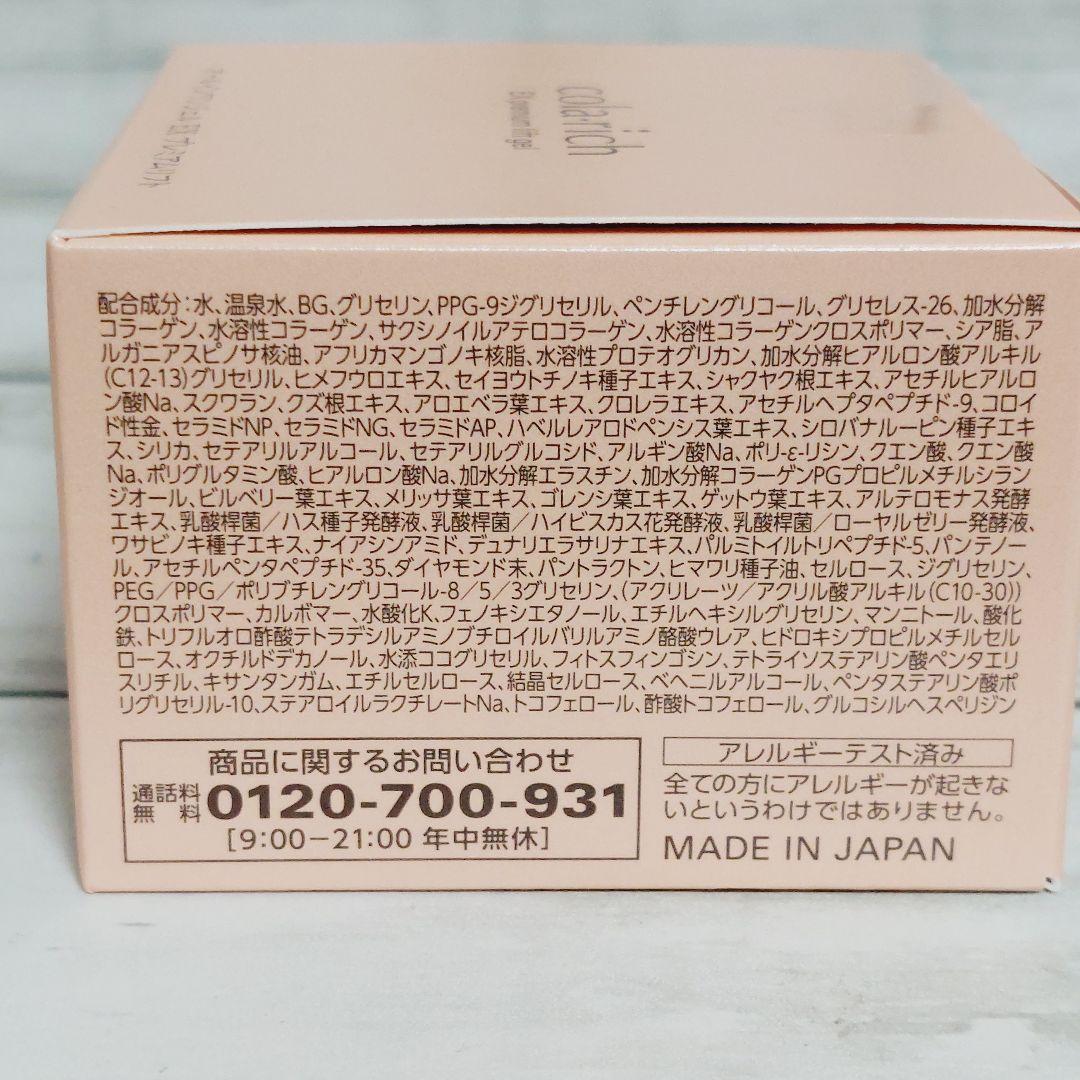 cola·rich
EX premium lift gel
配合成分：水、温泉水、BG、グリセリン、PPG-9ジグリセリル、ペンチレングリコール、グリセレス-26、加水分解
コラーゲン、水溶性コラーゲン、サクシノイルアテロコラーゲン、水溶性コラーゲンクロスポリマー、シア脂、ア
ルガニアスピノサ核油、アフリカマンゴノキ核脂、水溶性プロテオグリカン、加水分解ヒアルロン酸アルキル
(C12-13)グリセリル、ヒメフウロエキス、セイヨウトチノキ種子エキス、シャクヤク根エキス、アセチルヒアルロ
ン酸Na、スクワラン、クズ根エキス、アロエベラ葉エキス、クロレラエキス、アセチルヘプタペプチド-9、コロイ
ド性金、セラミドNP、セラミドNG、セラミドAP、ハベルレアロドペンシス葉エキス、シロバナルーピン種子エキ
ス、シリカ、セテアリルアルコール、セテアリルグルコシド、アルギン酸Na、ポリ-ε-リシン、クエン酸、クエン酸
Na、ポリグルタミン酸、ヒアルロン酸Na、加水分解エラスチン、加水分解コラーゲンPGプロピルメチルシラン
ジオール、ビルベリー葉エキス、メリッサ葉エキス、ゴレンシ葉エキス、ゲットウ葉エキス、アルテロモナス発酵
エキス、乳酸桿菌／ハス種子発酵液、乳酸桿菌／ハイビスカス花発酵液、乳酸桿菌／ローヤルゼリー発酵液、
ワサビノキ種子エキス、ナイアシンアミド、デュナリエラサリナエキス、パルミトイルトリペプチド-5、パンテノー
ル、アセチルペンタペプチド-35、ダイヤモンド末、パントラクトン、ヒマワリ種子油、セルロース、ジグリセリン、
PEG／PPG／ポリブチレングリコール-8／5／3グリセリン、(アクリレーツ／アクリル酸アルキル(C10-30))
クロスポリマー、カルボマー、水酸化K、フェノキシエタノール、エチルヘキシルグリセリン、マンニトール、酸化
鉄、トリフルオロ酢酸テトラデシルアミノブチロイルバリルアミノ酪酸ウレア、ヒドロキシプロピルメチルセル
ロース、オクチルドデカノール、水添ココグリセリル、フィトスフィンゴシン、テトライソステアリン酸ペンタエリ
スリチル、キサンタンガム、エチルセルロース、結晶セルロース、ベヘニルアルコール、ペンタステアリン酸ポ
リグリセリル-10、ステアロイルラクチレートNa、トコフェロール、酢酸トコフェロール、グルコシルヘスペリジン
商品に関するお問い合わせ
通話料無料 0120-700-931
[9:00−21:00 年中無休]
アレルギーテスト済み
全ての方にアレルギーが起きな
いというわけではありません。
MADE IN JAPAN